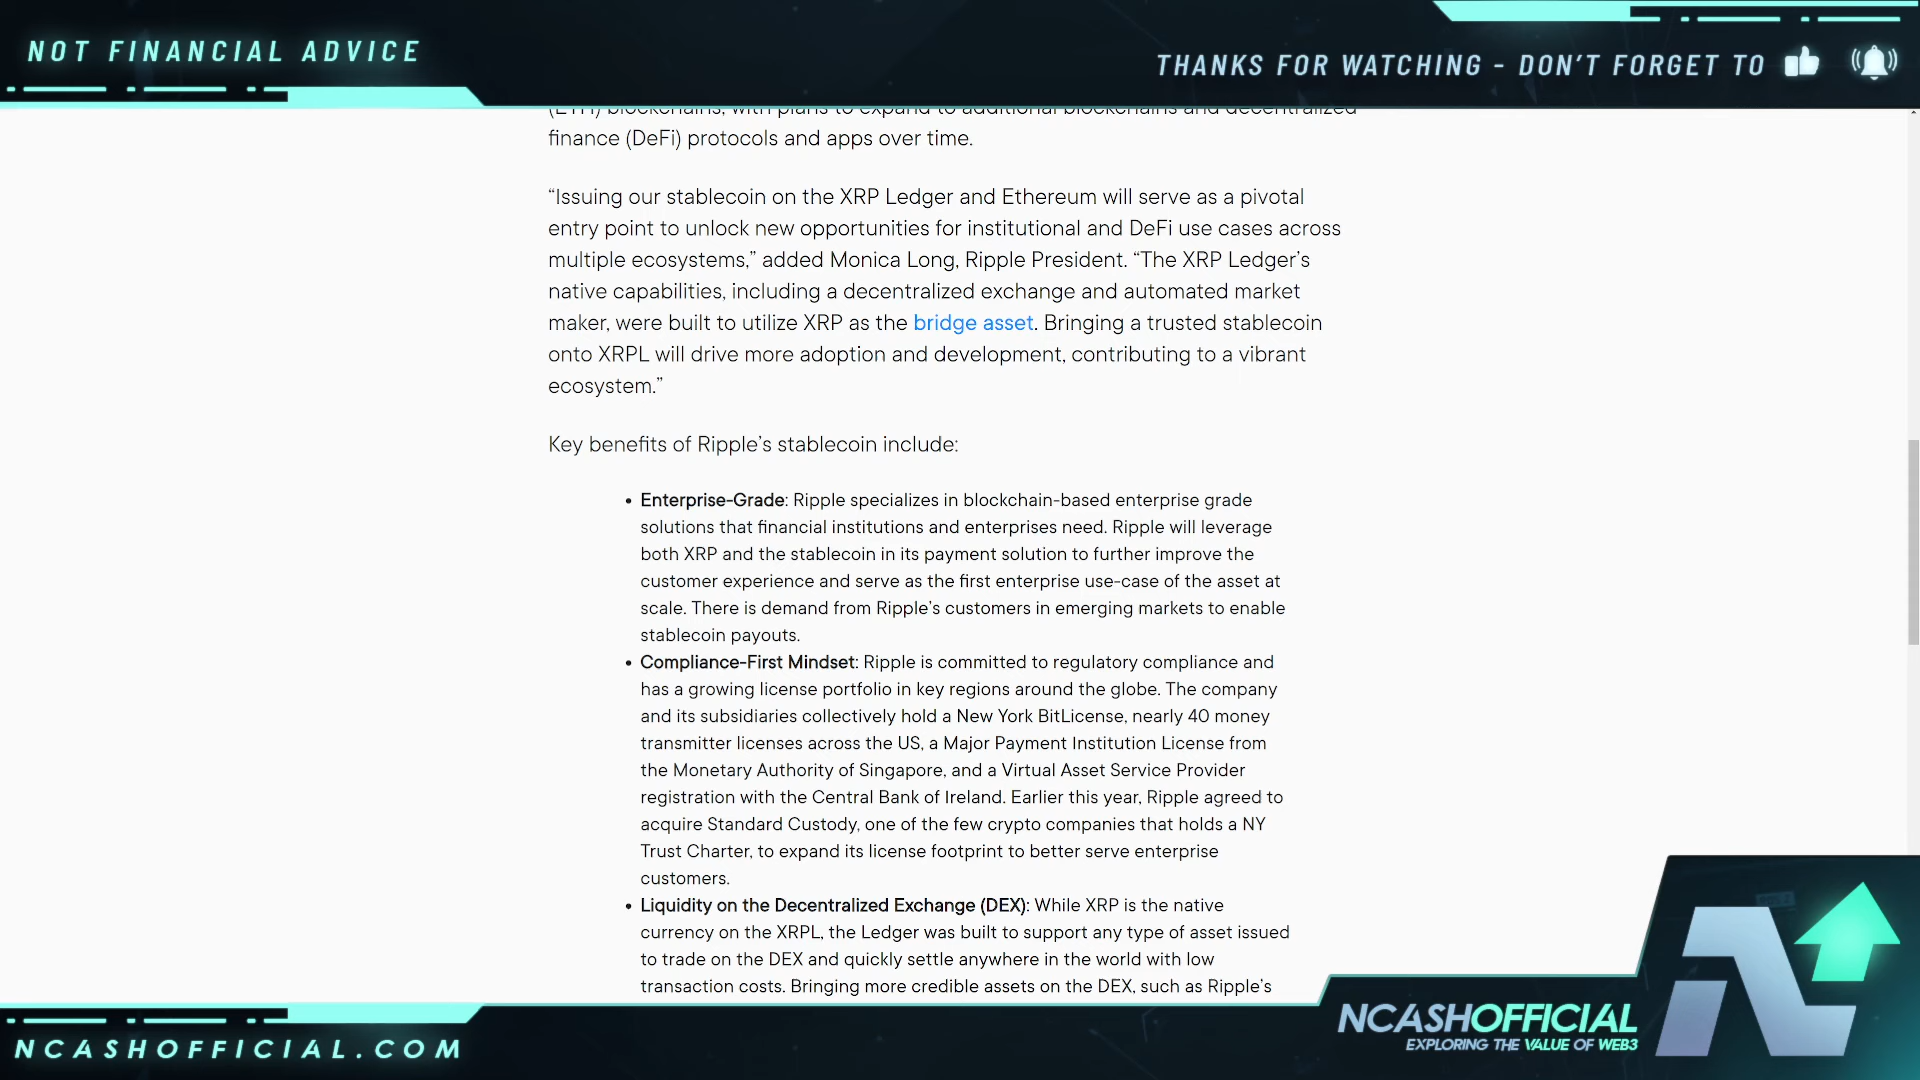 NOT FINANCIAL ADVICE
THANKS FOR WATCHING - DON'T FORGET TO
(ETH) blockchains, with plans to expand to additional blockchains and decentralized
finance (DeFi) protocols and apps over time.
“Issuing our stablecoin on the XRP Ledger and Ethereum will serve as a pivotal
entry point to unlock new opportunities for institutional and DeFi use cases across
multiple ecosystems,” added Monica Long, Ripple President. “The XRP Ledger’s
native capabilities, including a decentralized exchange and automated market
maker, were built to utilize XRP as the bridge asset. Bringing a trusted stablecoin
onto XRPL will drive more adoption and development, contributing to a vibrant
ecosystem.”
Key benefits of Ripple’s stablecoin include:
• Enterprise-Grade: Ripple specializes in blockchain-based enterprise grade
solutions that financial institutions and enterprises need. Ripple will leverage
both XRP and the stablecoin in its payment solution to further improve the
customer experience and serve as the first enterprise use-case of the asset at
scale. There is demand from Ripple’s customers in emerging markets to enable
stablecoin payouts.
• Compliance-First Mindset: Ripple is committed to regulatory compliance and
has a growing license portfolio in key regions around the globe. The company
and its subsidiaries collectively hold a New York BitLicense, nearly 40 money
transmitter licenses across the US, a Major Payment Institution License from
the Monetary Authority of Singapore, and a Virtual Asset Service Provider
registration with the Central Bank of Ireland. Earlier this year, Ripple agreed to
acquire Standard Custody, one of the few crypto companies that holds a NY
Trust Charter, to expand its license footprint to better serve enterprise
customers.
• Liquidity on the Decentralized Exchange (DEX): While XRP is the native
currency on the XRPL, the Ledger was built to support any type of asset issued
to trade on the DEX and quickly settle anywhere in the world with low
transaction costs. Bringing more credible assets on the DEX, such as Ripple’s
NCASHOFFICIAL
EXPLORING THE VALUE OF WEB3
NCASHOFFICIAL.COM